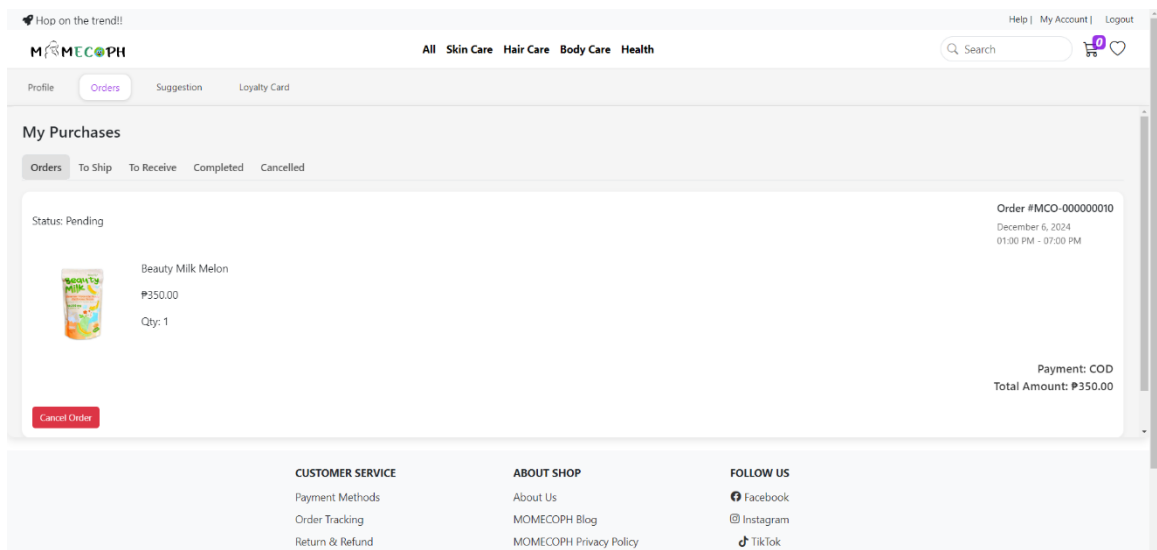 Hop on the trend!!
Help | My Account | Logout
MOMECOPH
All Skin Care Hair Care Body Care Health
Search
0
Profile Orders Suggestion Loyalty Card
My Purchases
Orders To Ship To Receive Completed Cancelled
Status: Pending
Order #MCO-000000010
December 6, 2024
01:00 PM - 07:00 PM
Beauty Milk
Beauty Milk Melon
₱350.00
Qty: 1
Payment: COD
Total Amount: ₱350.00
Cancel Order
CUSTOMER SERVICE ABOUT SHOP FOLLOW US
Payment Methods About Us Facebook
Order Tracking MOMECOPH Blog Instagram
Return & Refund MOMECOPH Privacy Policy TikTok